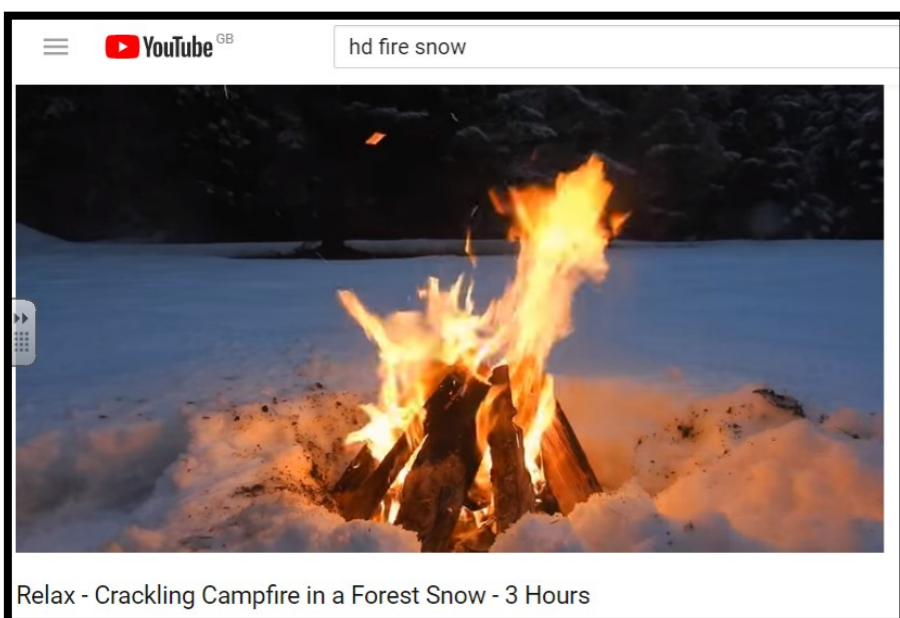 YouTube GB
hd fire snow
Relax - Crackling Campfire in a Forest Snow - 3 Hours